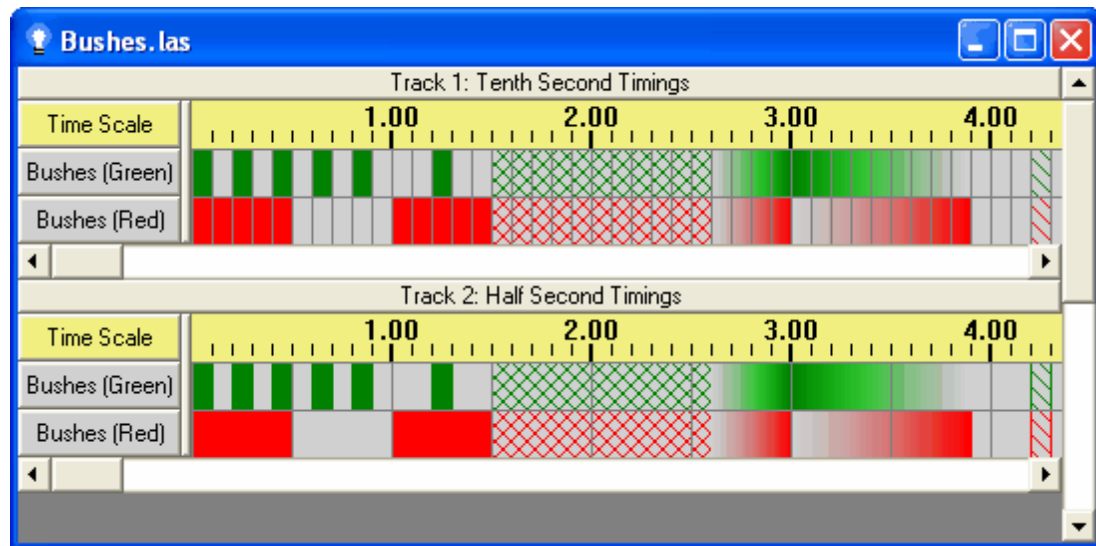 Bushes.las
Track 1: Tenth Second Timings
Time Scale 1.00 2.00 3.00 4.00
Bushes (Green)
Bushes (Red)
Track 2: Half Second Timings
Time Scale 1.00 2.00 3.00 4.00
Bushes (Green)
Bushes (Red)